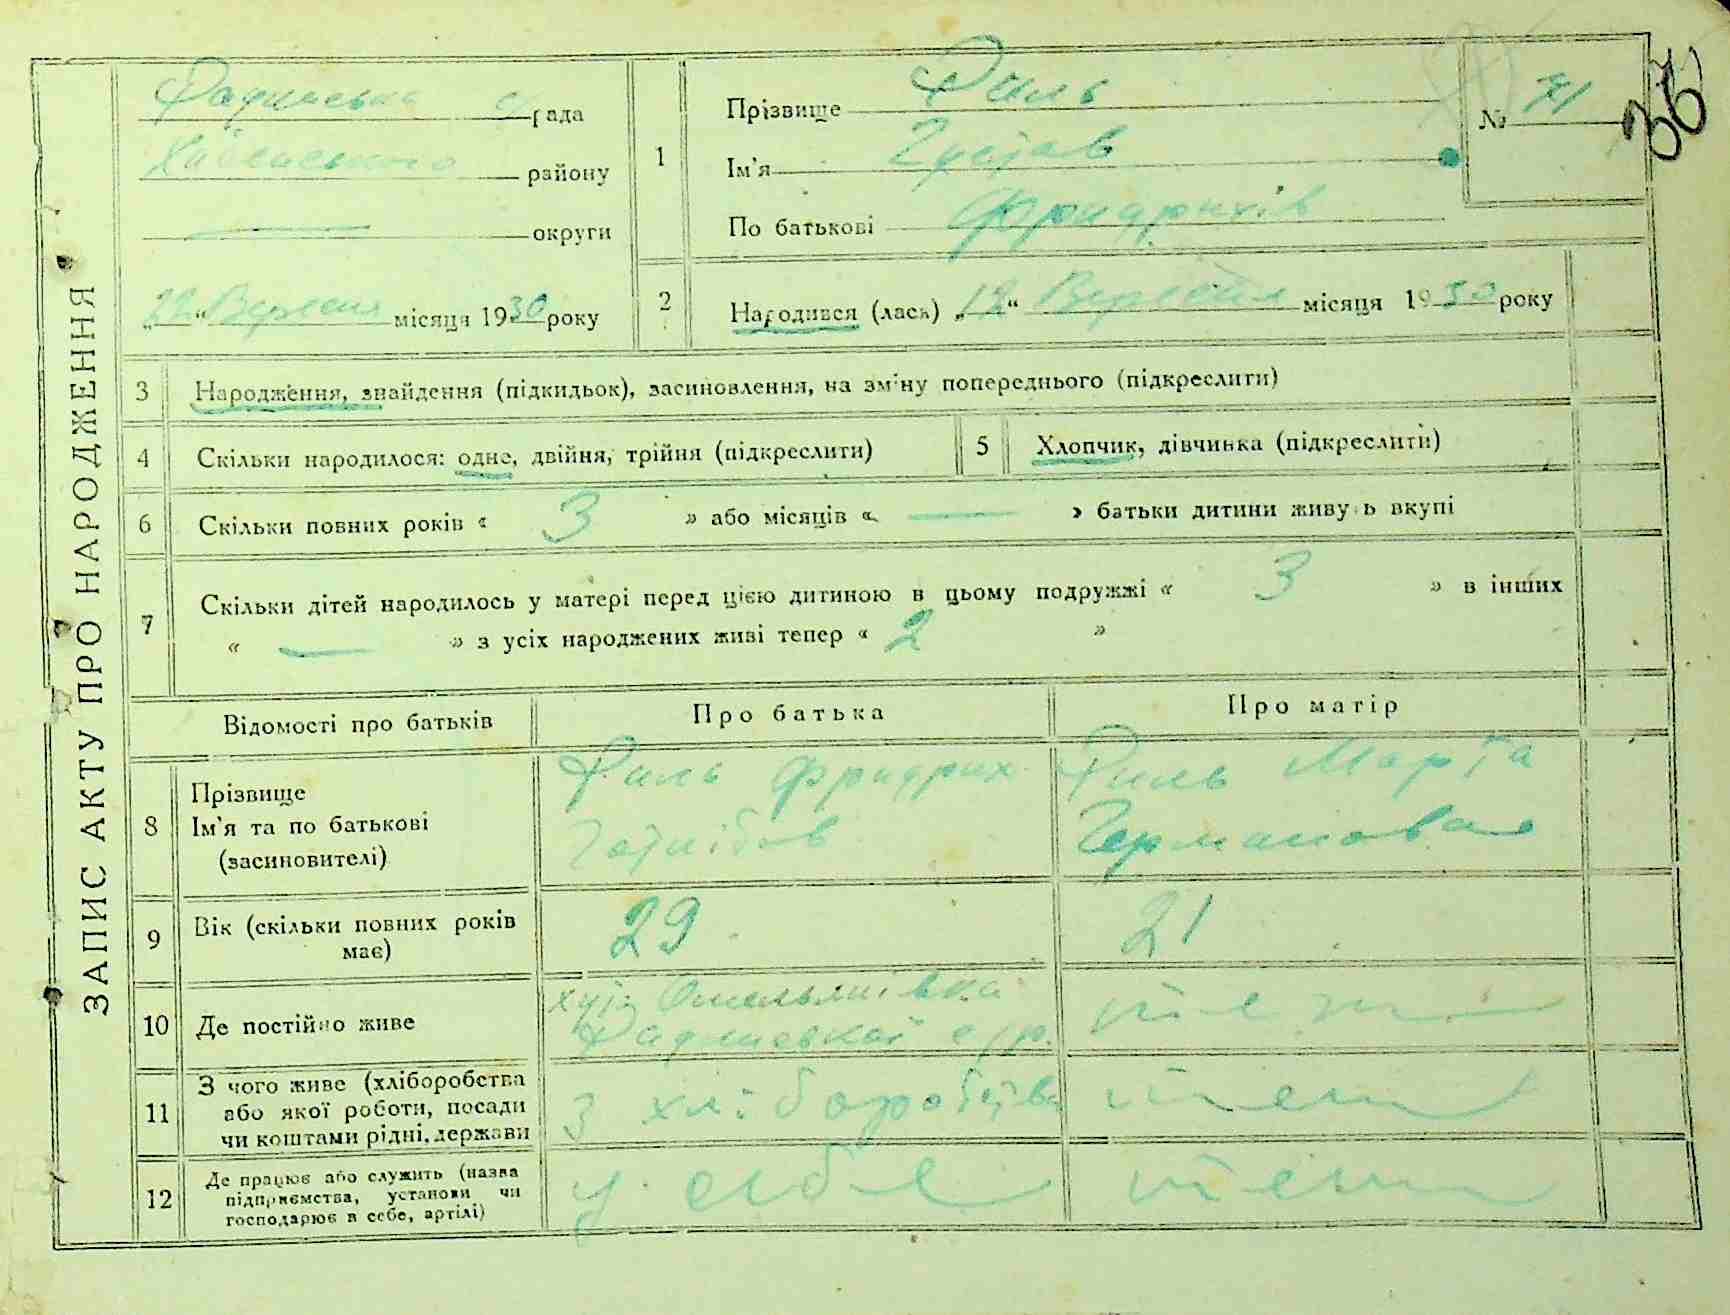 ЗАПИС АКТУ ПРО НАРОДЖЕННЯ
рада
району
округи
„22“ Вересня місяця 1930 року
1
Прізвище Риль
Ім'я Густав
По батькові Фридрихів
№ 71
36
2
Народився (лась) „12“ Вересня місяця 1930 року
3 Народження, знайдення (підкидьок), засиновлення, на зміну попереднього (підкреслити)
4 Скільки народилося: одне, двійня, трійня (підкреслити)
5 Хлопчик, дівчинка (підкреслити)
6 Скільки повних років « 3 » або місяців « — » батьки дитини живуть вкупі
7 Скільки дітей народилось у матері перед цією дитиною в цьому подружжі « 3 » в інших
« — » з усіх народжених живі тепер « 2 »
Відомості про батьків Про батька Про матір
8 Прізвище Ім'я та по батькові (засиновителі)
Риль Фридрих Готлібов
Риль Марта Германовна
9 Вік (скільки повних років має) 29 21
10 Де постійно живе
хут. Омельянівка
теж
11 З чого живе (хліборобства або якої роботи, посади чи коштами рідні, держави
З хліборобства
теж
12 Де працює або служить (назва підприємства, установи чи господарює в себе, артілі)
у себе
теж